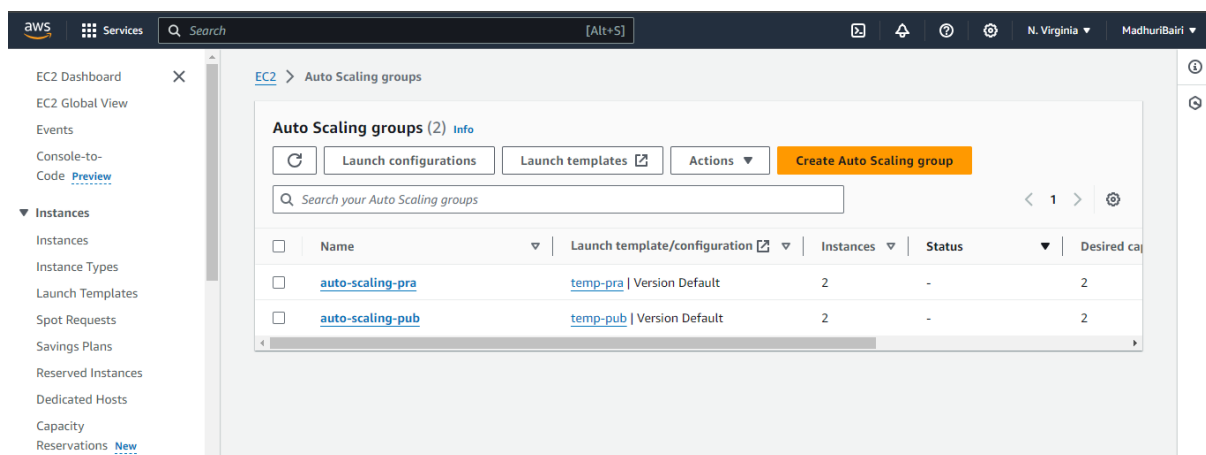 aws Services Search [Alt+S] N. Virginia MadhuriBairi
EC2 Dashboard
EC2 Global View
Events
Console-to-
Code Preview
Instances
Instances
Instance Types
Launch Templates
Spot Requests
Savings Plans
Reserved Instances
Dedicated Hosts
Capacity
Reservations New
EC2 > Auto Scaling groups
Auto Scaling groups (2) Info
Launch configurations Launch templates Actions Create Auto Scaling group
Search your Auto Scaling groups 1
Name Launch template/configuration Instances Status Desired cap
auto-scaling-pra temp-pra | Version Default 2 - 2
auto-scaling-pub temp-pub | Version Default 2 - 2